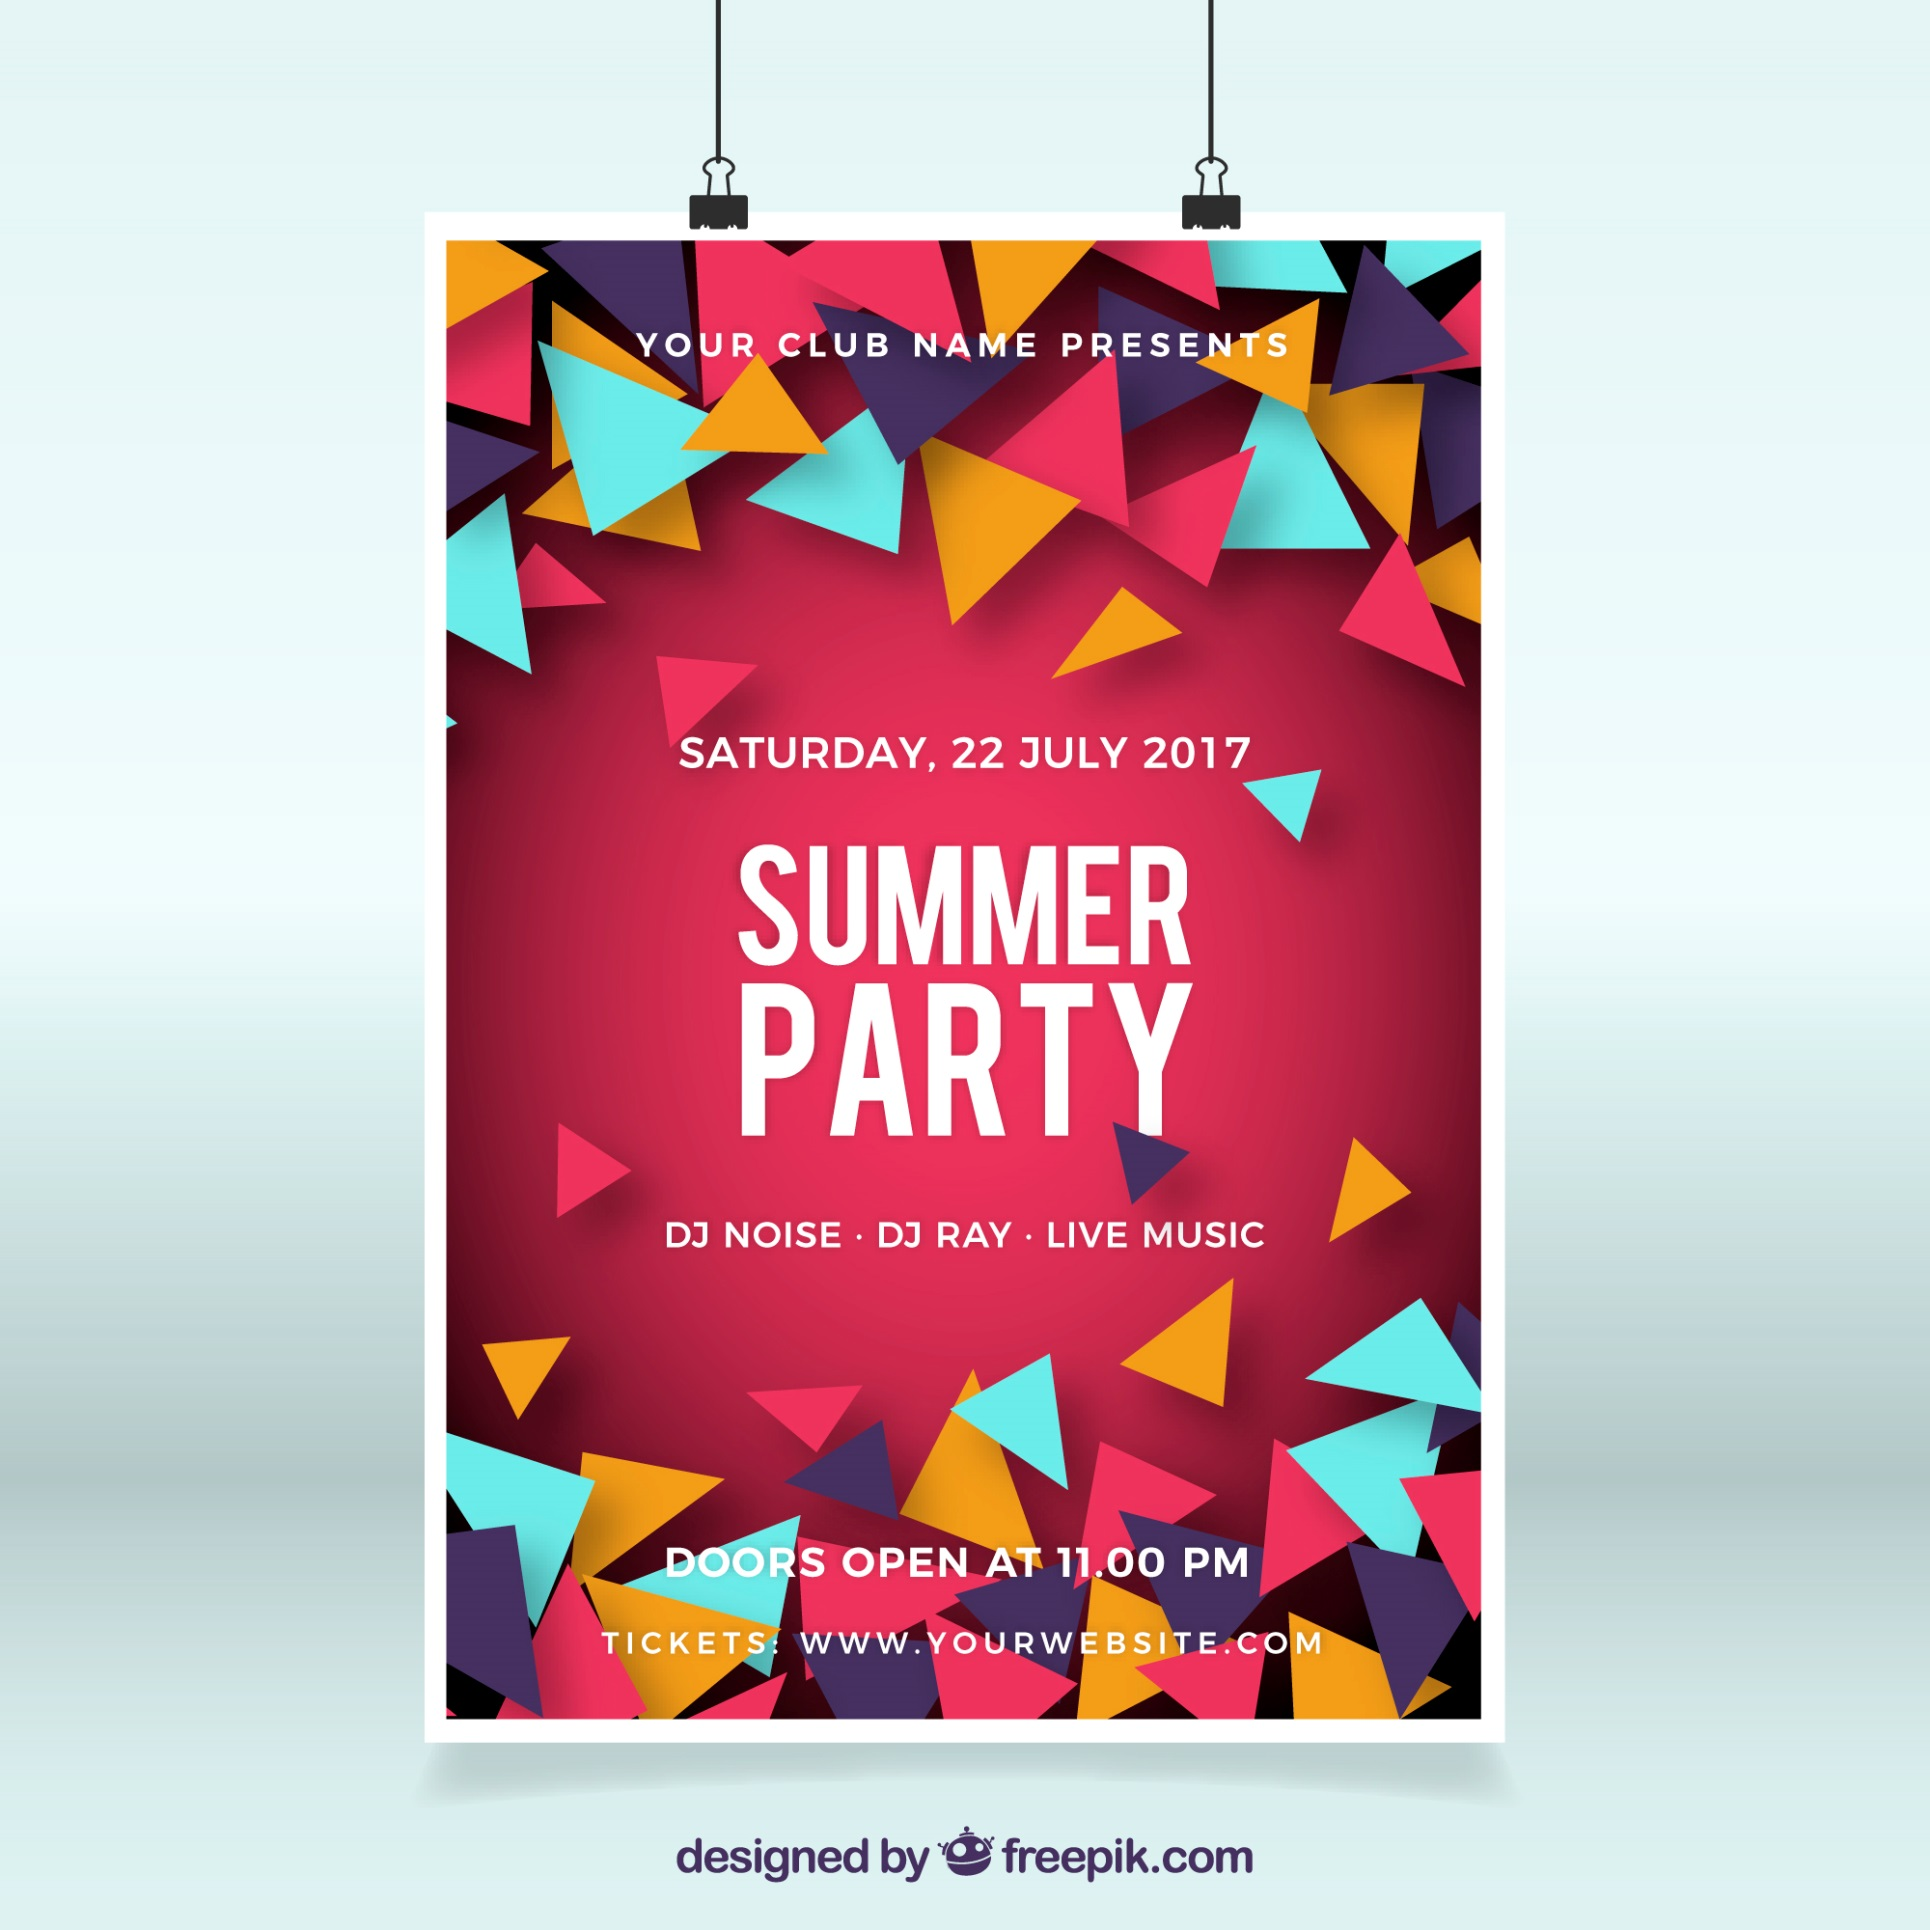 YOUR CLUB NAME PRESENTS
SATURDAY, 22 JULY 2017
SUMMER
PARTY
DJ NOISE · DJ RAY · LIVE MUSIC
DOORS OPEN AT 11.00 PM
TICKETS: WWW.YOURWEBSITE.COM
designed by freepik.com